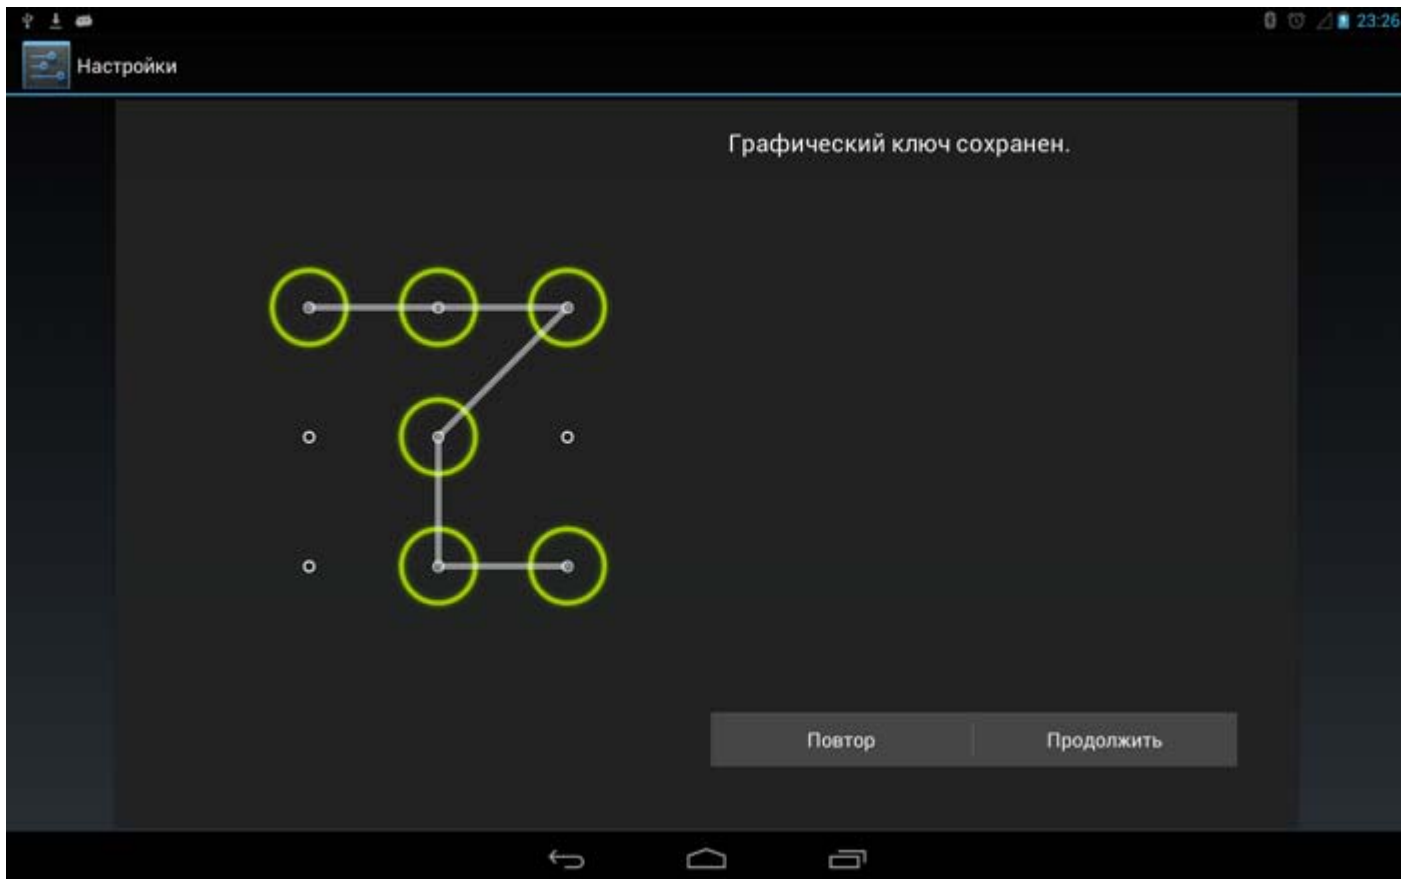 23:26
Настройки
Графический ключ сохранен.
Повтор
Продолжить